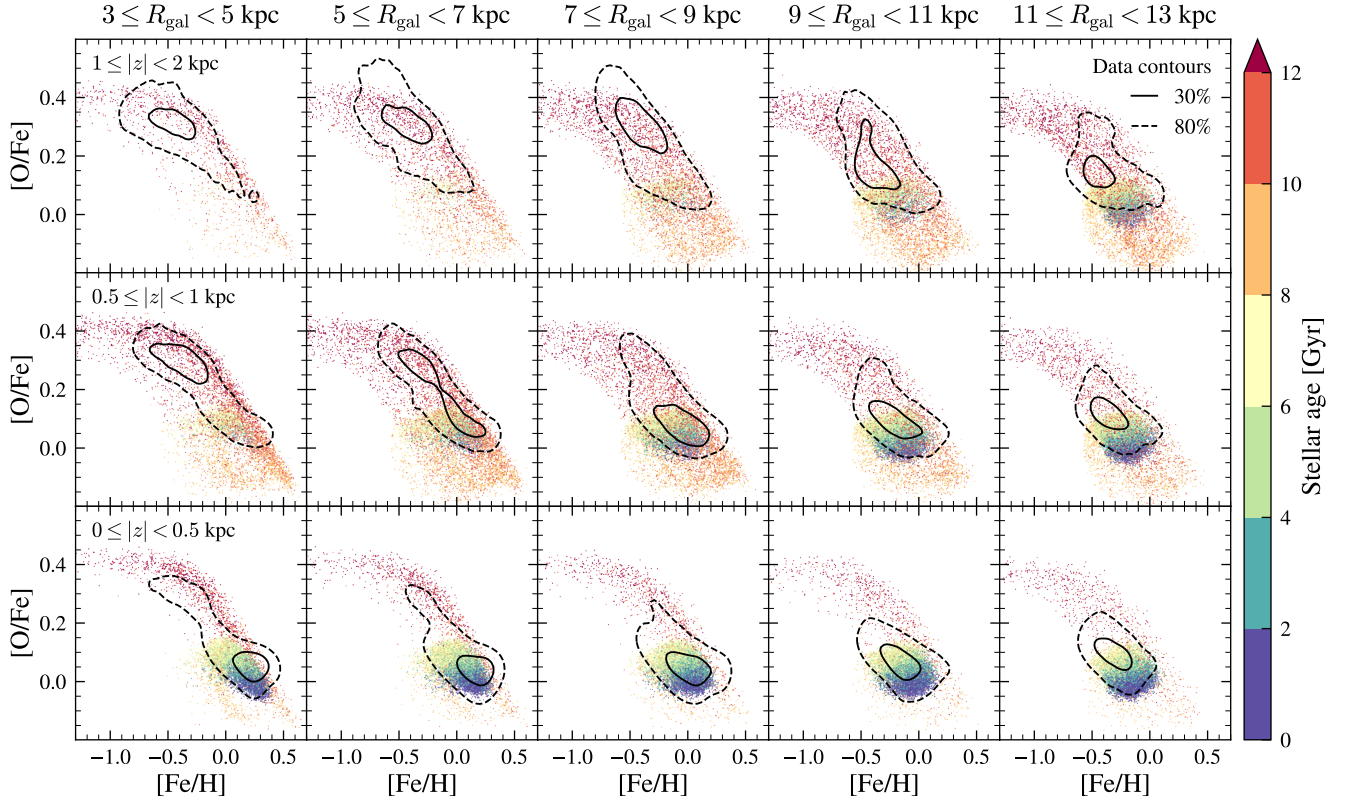 3 ≤ R_gal < 5 kpc
5 ≤ R_gal < 7 kpc
7 ≤ R_gal < 9 kpc
9 ≤ R_gal < 11 kpc
11 ≤ R_gal < 13 kpc
1 ≤ |z| < 2 kpc
Data contours
30%
80%
[O/Fe]
0.4
0.2
0.0
0.5 ≤ |z| < 1 kpc
[O/Fe]
0.4
0.2
0.0
0 ≤ |z| < 0.5 kpc
[O/Fe]
0.4
0.2
0.0
−1.0 −0.5 0.0 0.5
−1.0 −0.5 0.0 0.5
−1.0 −0.5 0.0 0.5
−1.0 −0.5 0.0 0.5
−1.0 −0.5 0.0 0.5
[Fe/H]
[Fe/H]
[Fe/H]
[Fe/H]
[Fe/H]
12
10
8
6
4
2
0
Stellar age [Gyr]